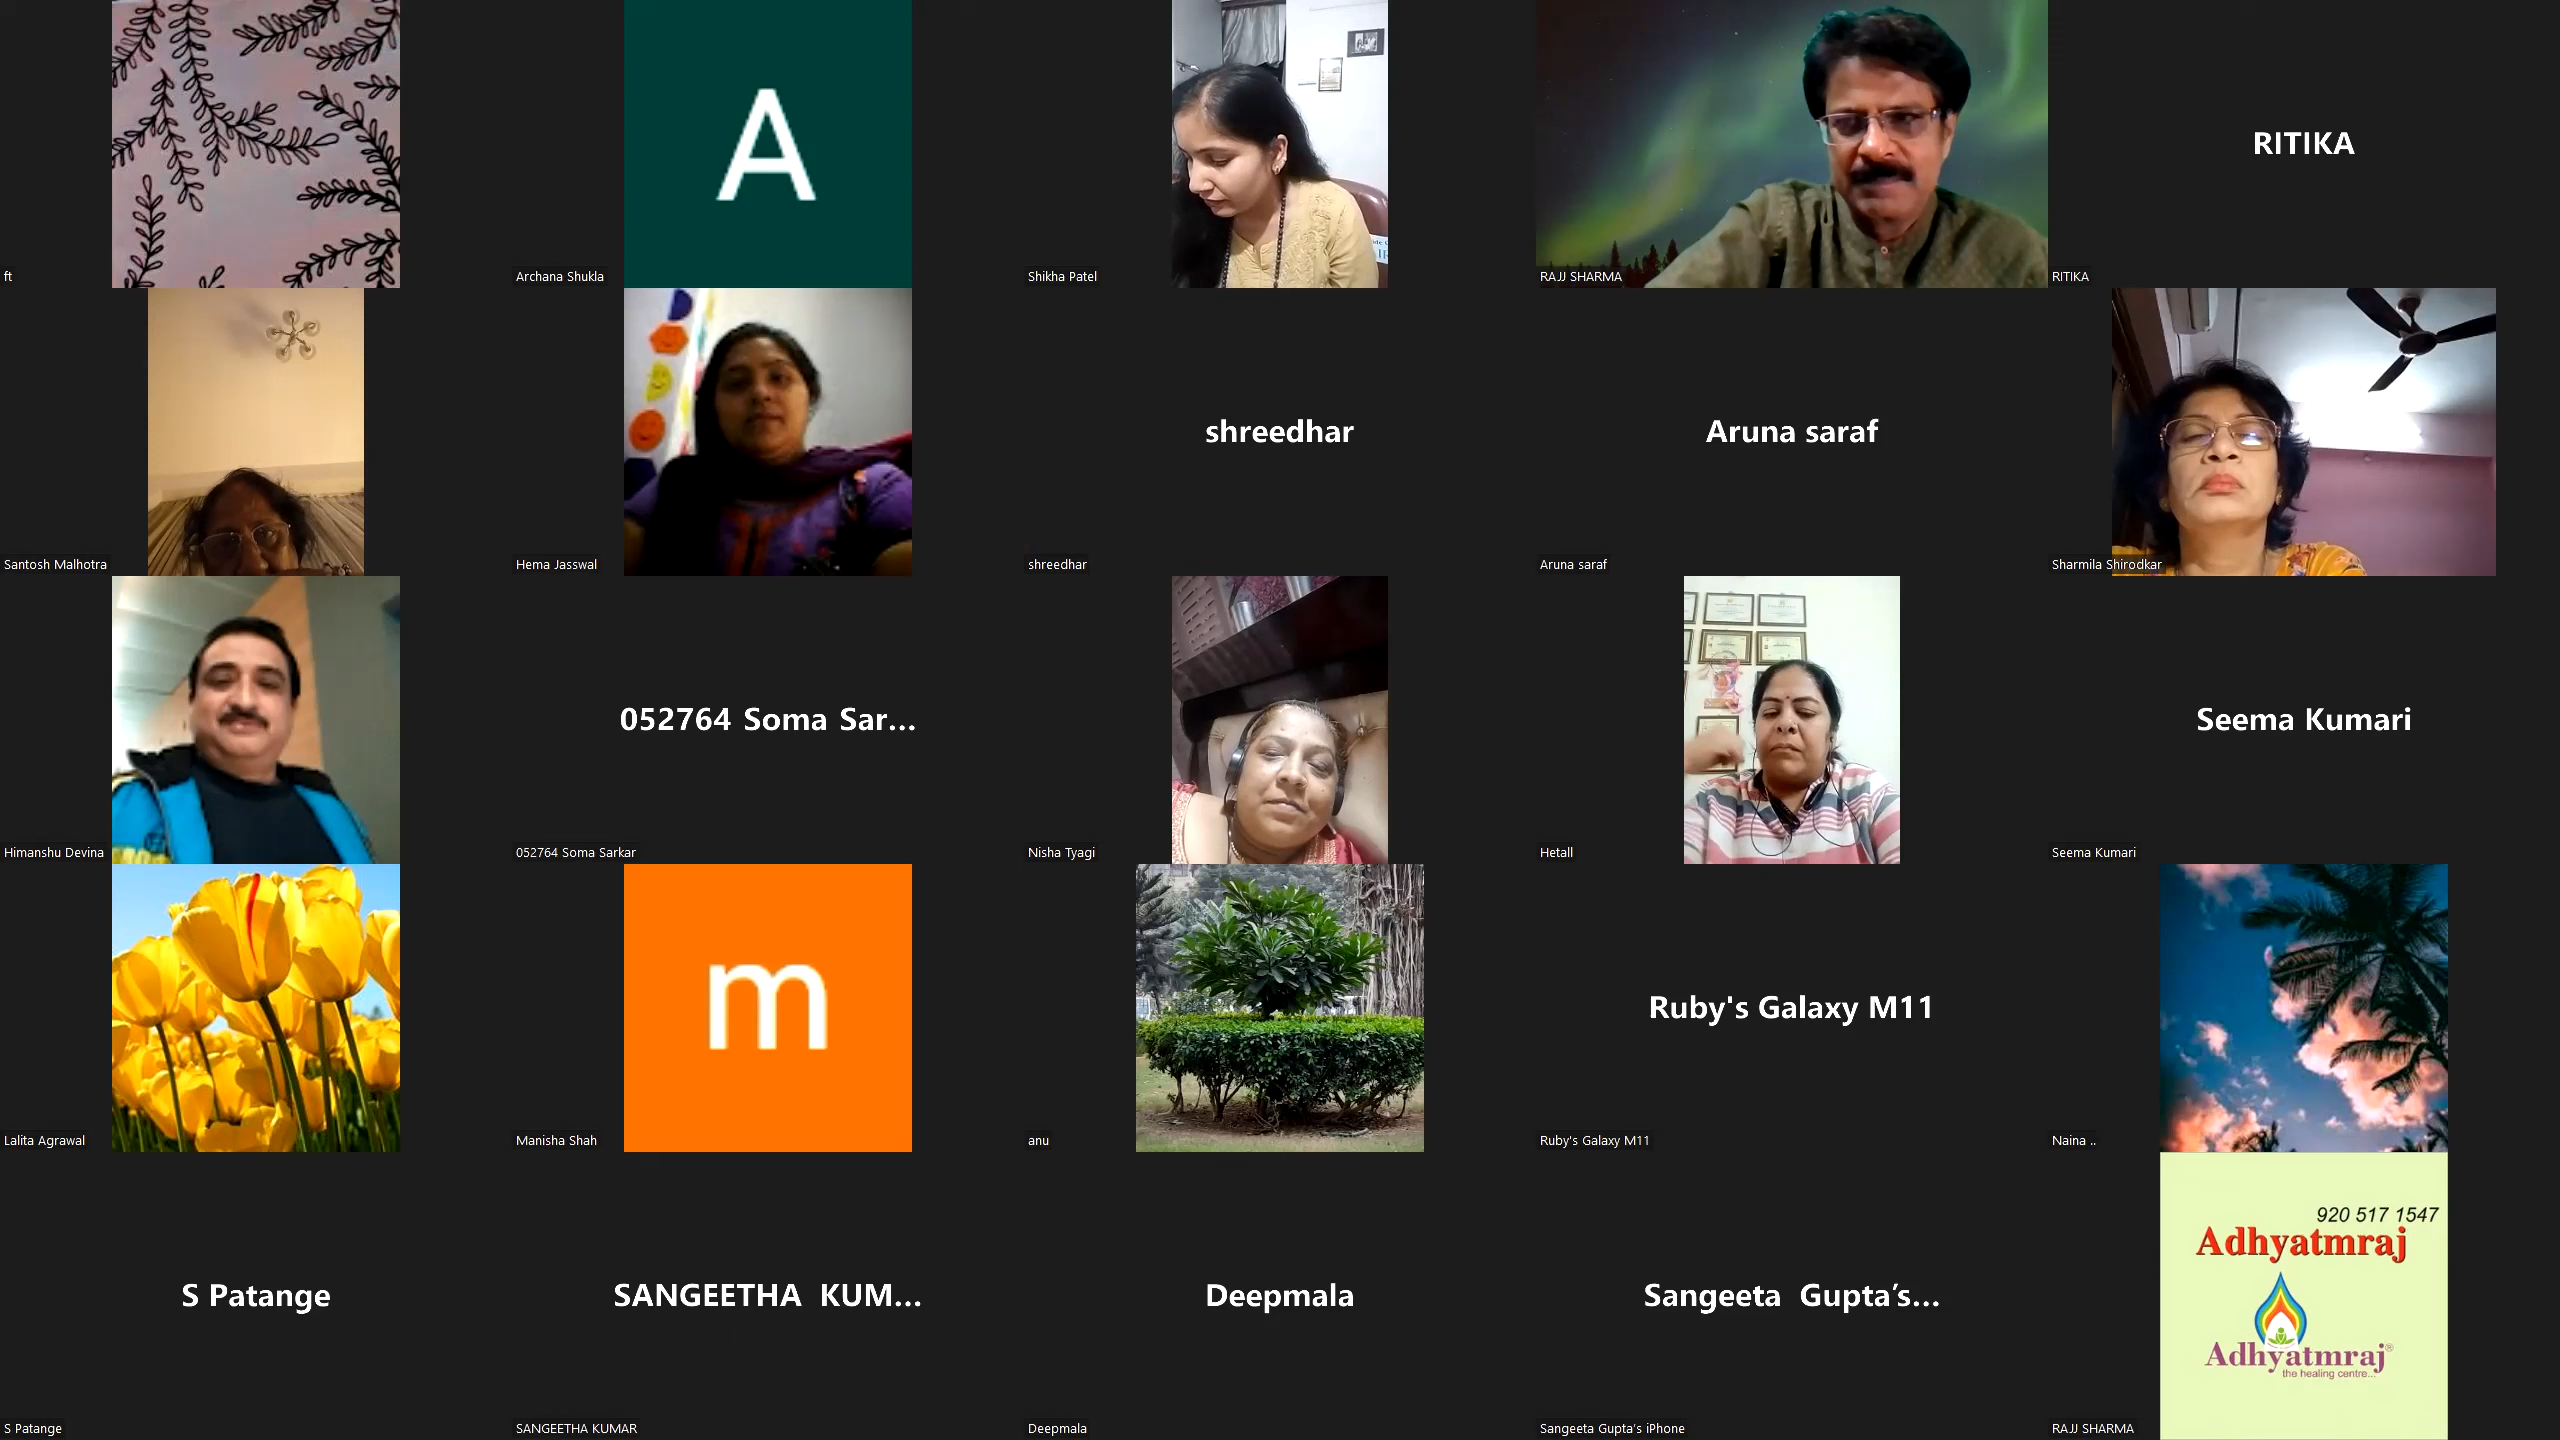 ft
A
Archana Shukla
Shikha Patel
RAJJ SHARMA
RITIKA
RITIKA
Santosh Malhotra
Hema Jasswal
shreedhar
shreedhar
Aruna saraf
Aruna saraf
Sharmila Shirodkar
Himanshu Devina
052764 Soma Sar...
052764 Soma Sarkar
Nisha Tyagi
Hetall
Seema Kumari
Seema Kumari
Lalita Agrawal
m
Manisha Shah
anu
Ruby's Galaxy M11
Ruby's Galaxy M11
Naina ..
S Patange
S Patange
SANGEETHA KUM...
SANGEETHA KUMAR
Deepmala
Deepmala
Sangeeta Gupta’s...
Sangeeta Gupta's iPhone
920 517 1547
Adhyatmraj
Adhyatmraj®
the healing centre...
RAJJ SHARMA